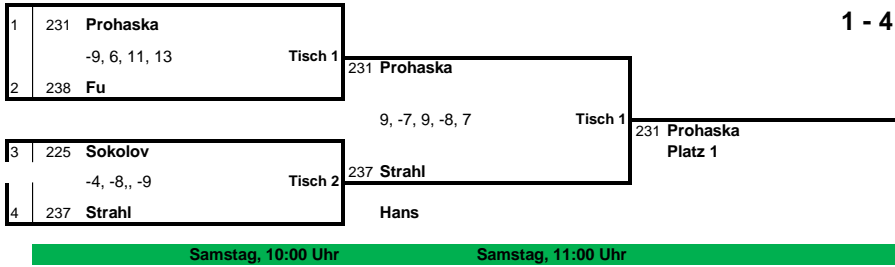 1 - 4
1 231 Prohaska
-9, 6, 11, 13 Tisch 1
231 Prohaska
2 238 Fu
9, -7, 9, -8, 7 Tisch 1
231 Prohaska
Platz 1
3 225 Sokolov
-4, -8,, -9 Tisch 2
237 Strahl
4 237 Strahl
Hans
Samstag, 10:00 Uhr Samstag, 11:00 Uhr